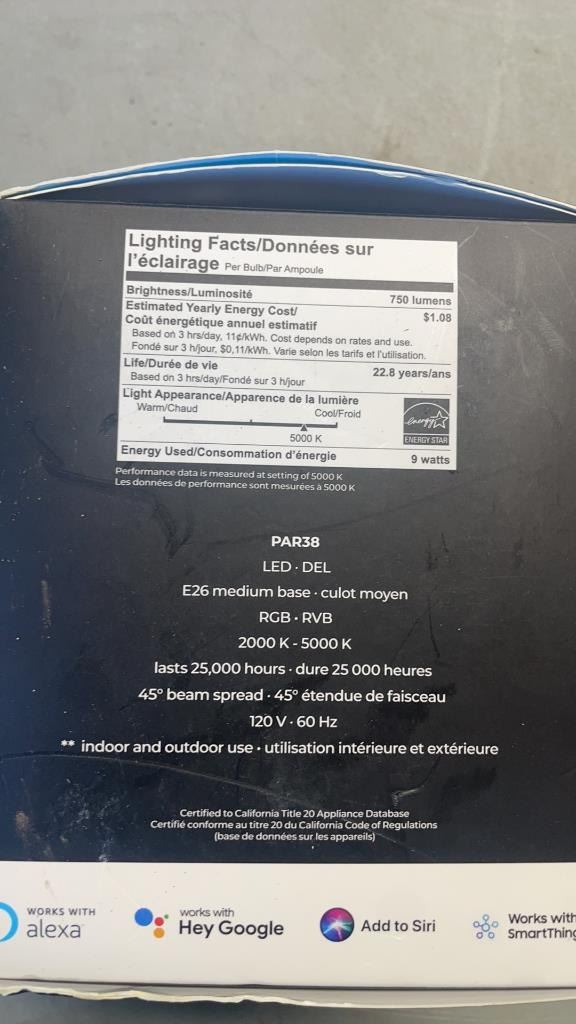 Lighting Facts/Données sur
l'éclairage Per Bulb/Par Ampoule
Brightness/Luminosité 750 lumens
Estimated Yearly Energy Cost/ $1.08
Coût énergétique annuel estimatif
Based on 3 hrs/day, 11¢/kWh. Cost depends on rates and use.
Fondé sur 3 h/jour, $0,11/kWh. Varie selon les tarifs et l'utilisation.
Life/Durée de vie 22.8 years/ans
Based on 3 hrs/day/Fondé sur 3 h/jour
Light Appearance/Apparence de la lumière
Warm/Chaud Cool/Froid
5000 K
energy
ENERGY STAR
Energy Used/Consommation d'énergie 9 watts
Performance data is measured at setting of 5000 K
Les données de performance sont mesurées à 5000 K
PAR38
LED · DEL
E26 medium base · culot moyen
RGB · RVB
2000 K - 5000 K
lasts 25,000 hours · dure 25 000 heures
45º beam spread · 45º étendue de faisceau
120 V · 60 Hz
** indoor and outdoor use · utilisation intérieure et extérieure
Certified to California Title 20 Appliance Database
Certifié conforme au titre 20 du California Code of Regulations
(base de données sur les appareils)
WORKS WITH
alexa
works with
Hey Google
Add to Siri
Works with
SmartThing